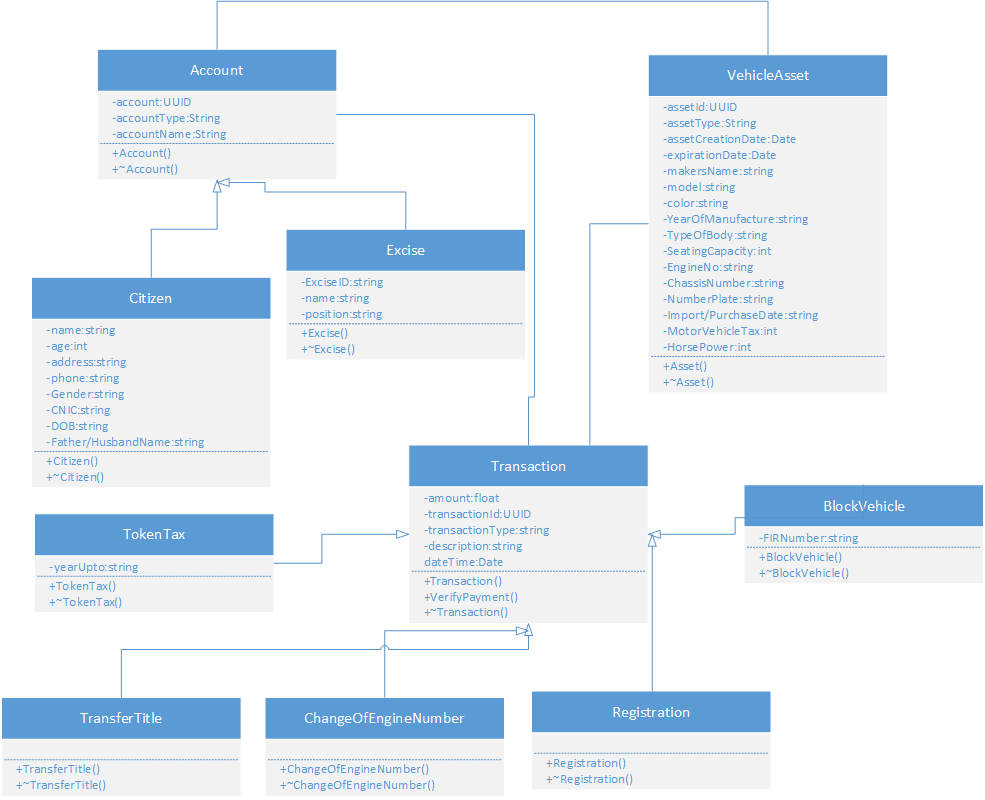 Account
-account:UUID
-accountType:String
-accountName:String
+Account()
+~Account()
VehicleAsset
-assetId:UUID
-assetType:String
-assetCreationDate:Date
-expirationDate:Date
-makersName:string
-model:string
-color:string
-YearOfManufacture:string
-TypeOfBody:string
-SeatingCapacity:int
-EngineNo:string
-ChassisNumber:string
-NumberPlate:string
-Import/PurchaseDate:string
-MotorVehicleTax:int
-HorsePower:int
+Asset()
+~Asset()
Excise
-ExciseID:string
-name:string
-position:string
+Excise()
+~Excise()
Citizen
-name:string
-age:int
-address:string
-phone:string
-Gender:string
-CNIC:string
-DOB:string
-Father/HusbandName:string
+Citizen()
+~Citizen()
Transaction
-amount:float
-transactionId:UUID
-transactionType:string
-description:string
dateTime:Date
+Transaction()
+VerifyPayment()
+~Transaction()
BlockVehicle
-FIRNumber:string
+BlockVehicle()
+~BlockVehicle()
TokenTax
-yearUpto:string
+TokenTax()
+~TokenTax()
TransferTitle
+TransferTitle()
+~TransferTitle()
ChangeOfEngineNumber
+ChangeOfEngineNumber()
+~ChangeOfEngineNumber()
Registration
+Registration()
+~Registration()